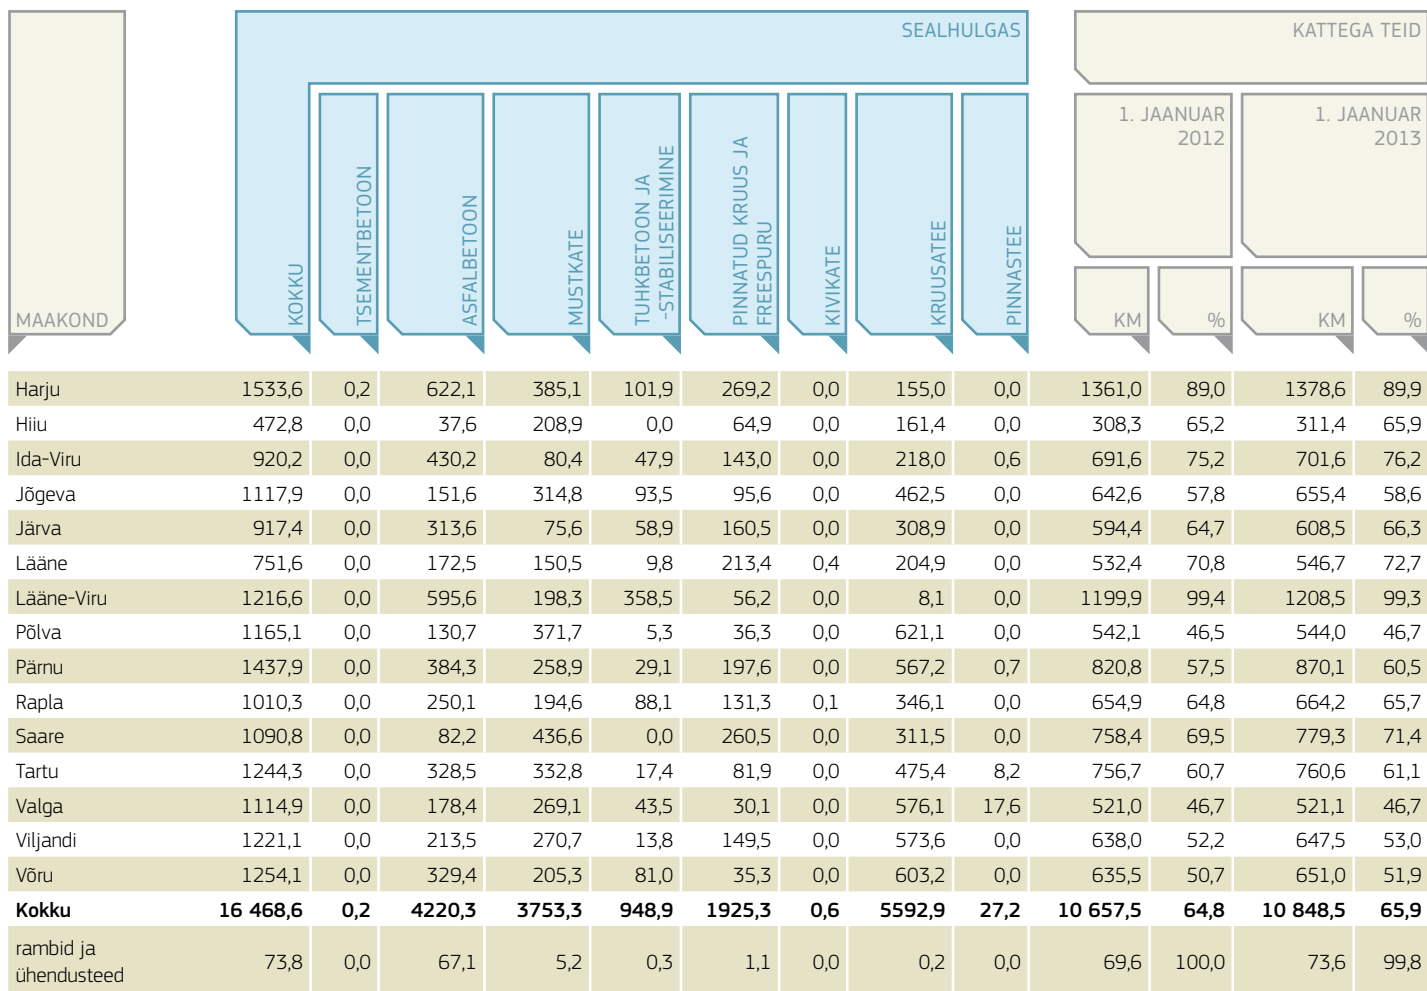 MAAKOND
SEALHULGAS
KOKKU
TSEMENTBETOON
ASFALBETOON
MUSTKATE
TUHKBETOON JA
-STABILISEERIMINE
PINNATUD KRUUS JA
FREESPURU
KIVIKATE
KRUUSATEE
PINNASTEE
KATTEGA TEID
1. JAANUAR
2012
1. JAANUAR
2013
KM
%
KM
%
Harju 1533,6 0,2 622,1 385,1 101,9 269,2 0,0 155,0 0,0 1361,0 89,0 1378,6 89,9
Hiiu 472,8 0,0 37,6 208,9 0,0 64,9 0,0 161,4 0,0 308,3 65,2 311,4 65,9
Ida-Viru 920,2 0,0 430,2 80,4 47,9 143,0 0,0 218,0 0,6 691,6 75,2 701,6 76,2
Jõgeva 1117,9 0,0 151,6 314,8 93,5 95,6 0,0 462,5 0,0 642,6 57,8 655,4 58,6
Järva 917,4 0,0 313,6 75,6 58,9 160,5 0,0 308,9 0,0 594,4 64,7 608,5 66,3
Lääne 751,6 0,0 172,5 150,5 9,8 213,4 0,4 204,9 0,0 532,4 70,8 546,7 72,7
Lääne-Viru 1216,6 0,0 595,6 198,3 358,5 56,2 0,0 8,1 0,0 1199,9 99,4 1208,5 99,3
Põlva 1165,1 0,0 130,7 371,7 5,3 36,3 0,0 621,1 0,0 542,1 46,5 544,0 46,7
Pärnu 1437,9 0,0 384,3 258,9 29,1 197,6 0,0 567,2 0,7 820,8 57,5 870,1 60,5
Rapla 1010,3 0,0 250,1 194,6 88,1 131,3 0,1 346,1 0,0 654,9 64,8 664,2 65,7
Saare 1090,8 0,0 82,2 436,6 0,0 260,5 0,0 311,5 0,0 758,4 69,5 779,3 71,4
Tartu 1244,3 0,0 328,5 332,8 17,4 81,9 0,0 475,4 8,2 756,7 60,7 760,6 61,1
Valga 1114,9 0,0 178,4 269,1 43,5 30,1 0,0 576,1 17,6 521,0 46,7 521,1 46,7
Viljandi 1221,1 0,0 213,5 270,7 13,8 149,5 0,0 573,6 0,0 638,0 52,2 647,5 53,0
Võru 1254,1 0,0 329,4 205,3 81,0 35,3 0,0 603,2 0,0 635,5 50,7 651,0 51,9
Kokku 16 468,6 0,2 4220,3 3753,3 948,9 1925,3 0,6 5592,9 27,2 10 657,5 64,8 10 848,5 65,9
rambid ja
ühendusteed 73,8 0,0 67,1 5,2 0,3 1,1 0,0 0,2 0,0 69,6 100,0 73,6 99,8